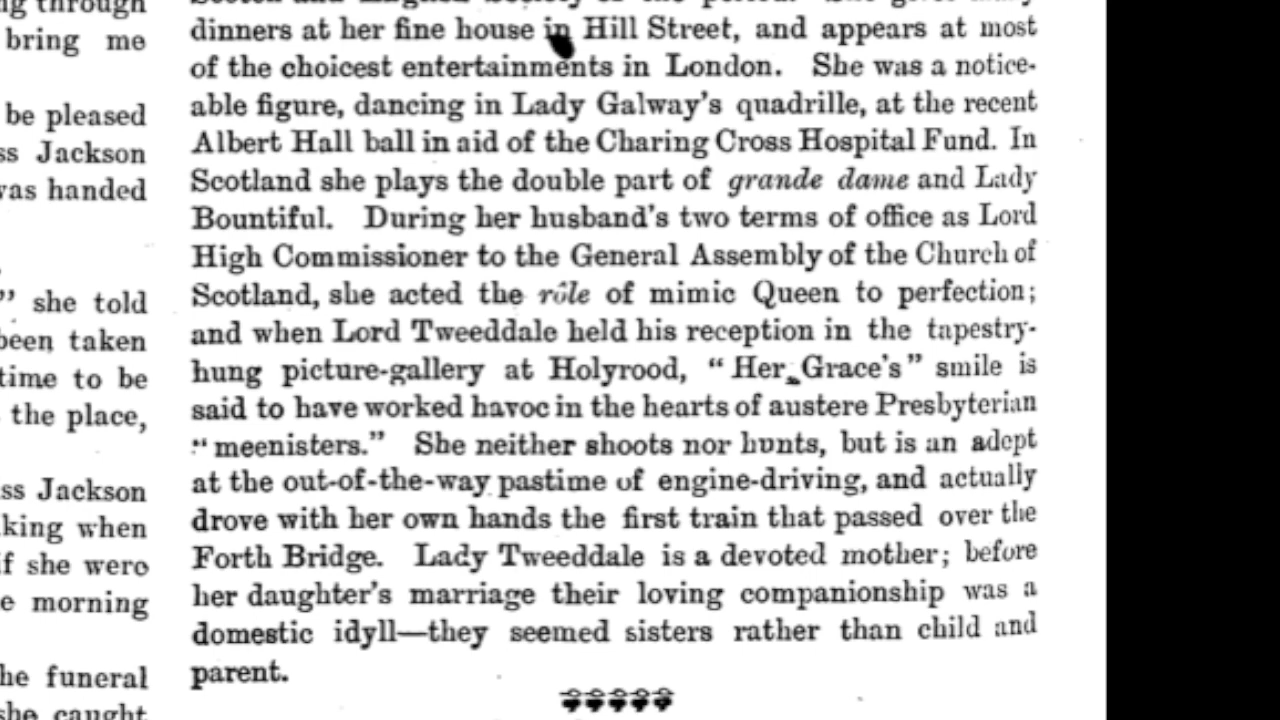 ng through
bring me
be pleased
ss Jackson
was handed
" she told
been taken
time to be
the place,
ss Jackson
king when
if she were
e morning
he funeral
she caught
dinners at her fine house in Hill Street, and appears at most
of the choicest entertainments in London. She was a notice-
able figure, dancing in Lady Galway's quadrille, at the recent
Albert Hall ball in aid of the Charing Cross Hospital Fund. In
Scotland she plays the double part of grande dame and Lady
Bountiful. During her husband's two terms of office as Lord
High Commissioner to the General Assembly of the Church of
Scotland, she acted the rôle of mimic Queen to perfection;
and when Lord Tweeddale held his reception in the tapestry-
hung picture-gallery at Holyrood, "Her Grace's" smile is
said to have worked havoc in the hearts of austere Presbyterian
"meenisters." She neither shoots nor hunts, but is an adept
at the out-of-the-way pastime of engine-driving, and actually
drove with her own hands the first train that passed over the
Forth Bridge. Lady Tweeddale is a devoted mother; before
her daughter's marriage their loving companionship was a
domestic idyll—they seemed sisters rather than child and
parent.